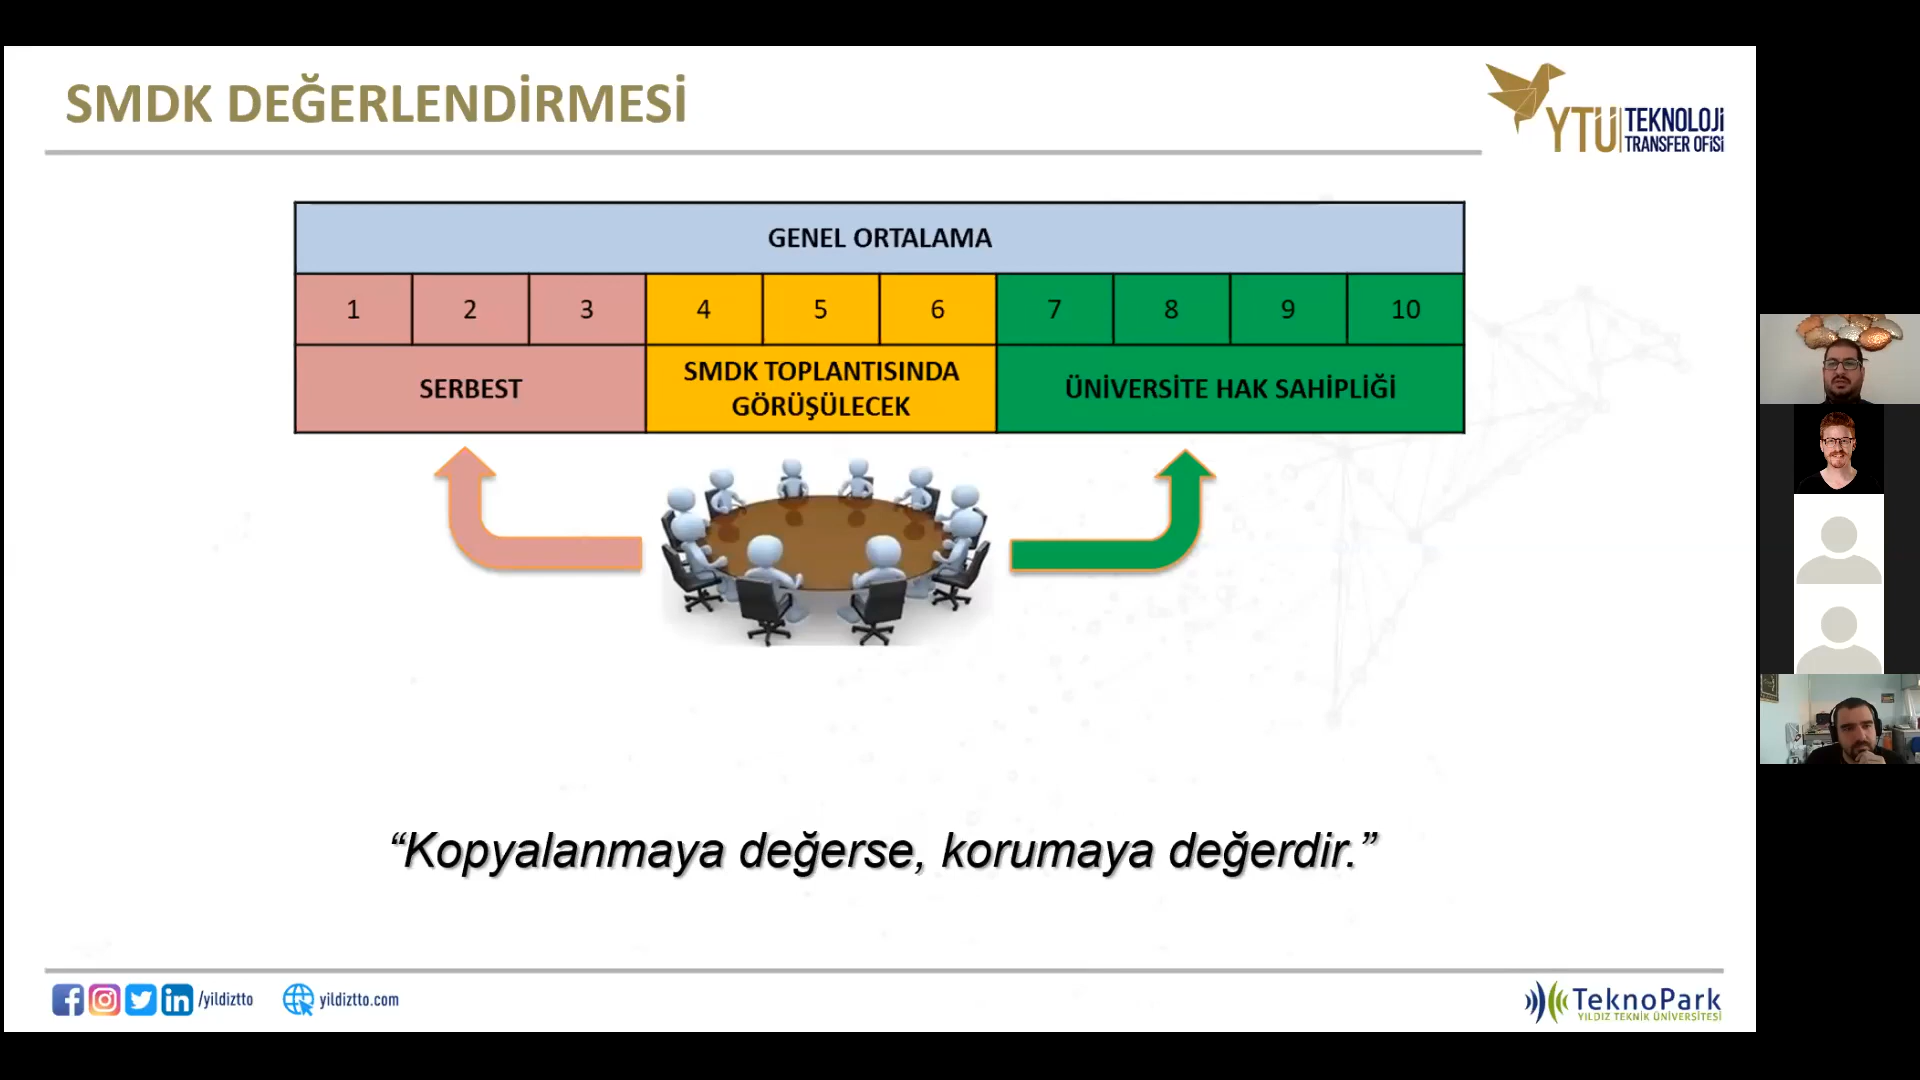 SMDK DEĞERLENDİRMESİ
YTÜ TEKNOLOJİ
TRANSFER OFİSİ
GENEL ORTALAMA
1 2 3 4 5 6 7 8 9 10
SERBEST
SMDK TOPLANTISINDA
GÖRÜŞÜLECEK
ÜNİVERSİTE HAK SAHİPLİĞİ
“Kopyalanmaya değerse, korumaya değerdir.”
/yildiztto
yildiztto.com
TeknoPark
YILDIZ TEKNİK ÜNİVERSİTESİ